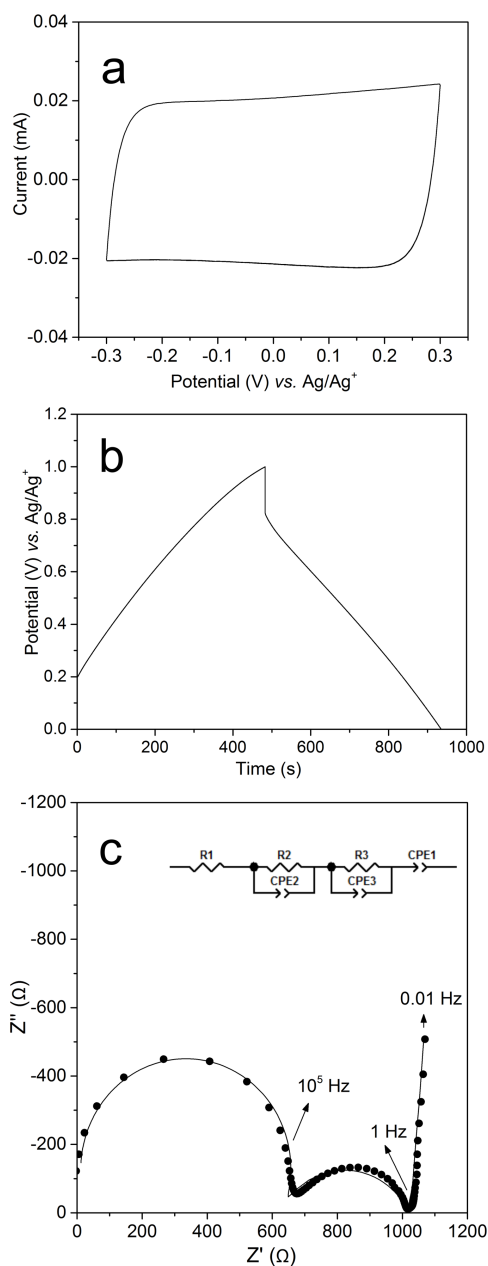 a
0.04
0.02
0.00
-0.02
-0.04
Current (mA)
-0.3 -0.2 -0.1 0.0 0.1 0.2 0.3
Potential (V) vs. Ag/Ag⁺
b
1.2
1.0
0.8
0.6
0.4
0.2
0.0
Potential (V) vs. Ag/Ag⁺
0 200 400 600 800 1000
Time (s)
c
-1200
-1000
-800
-600
-400
-200
0
Z'' (Ω)
R1 R2 R3 CPE1
CPE2 CPE3
0.01 Hz
10⁵ Hz
1 Hz
0 200 400 600 800 1000 1200
Z' (Ω)